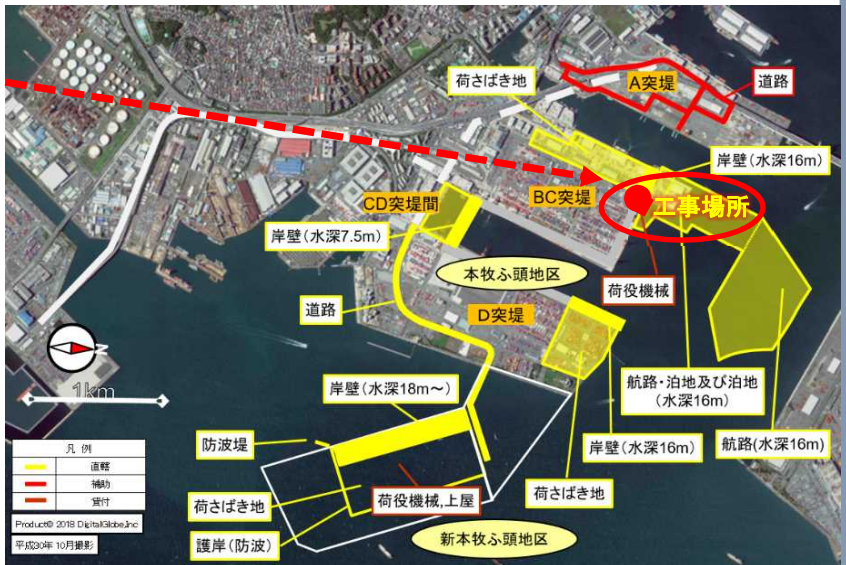 A突堤
道路
荷さばき地
岸壁(水深16m)
BC突堤
工事場所
CD突堤間
岸壁(水深7.5m)
本牧ふ頭地区
荷役機械
道路
D突堤
N
1km
航路・泊地及び泊地
(水深16m)
岸壁(水深18m～)
防波堤
岸壁(水深16m)
航路(水深16m)
凡 例
直轄
補助
貸付
荷さばき地
荷役機械,上屋
荷さばき地
護岸(防波)
新本牧ふ頭地区
Product© 2018 DigitalGlobe,Inc
平成30年10月撮影